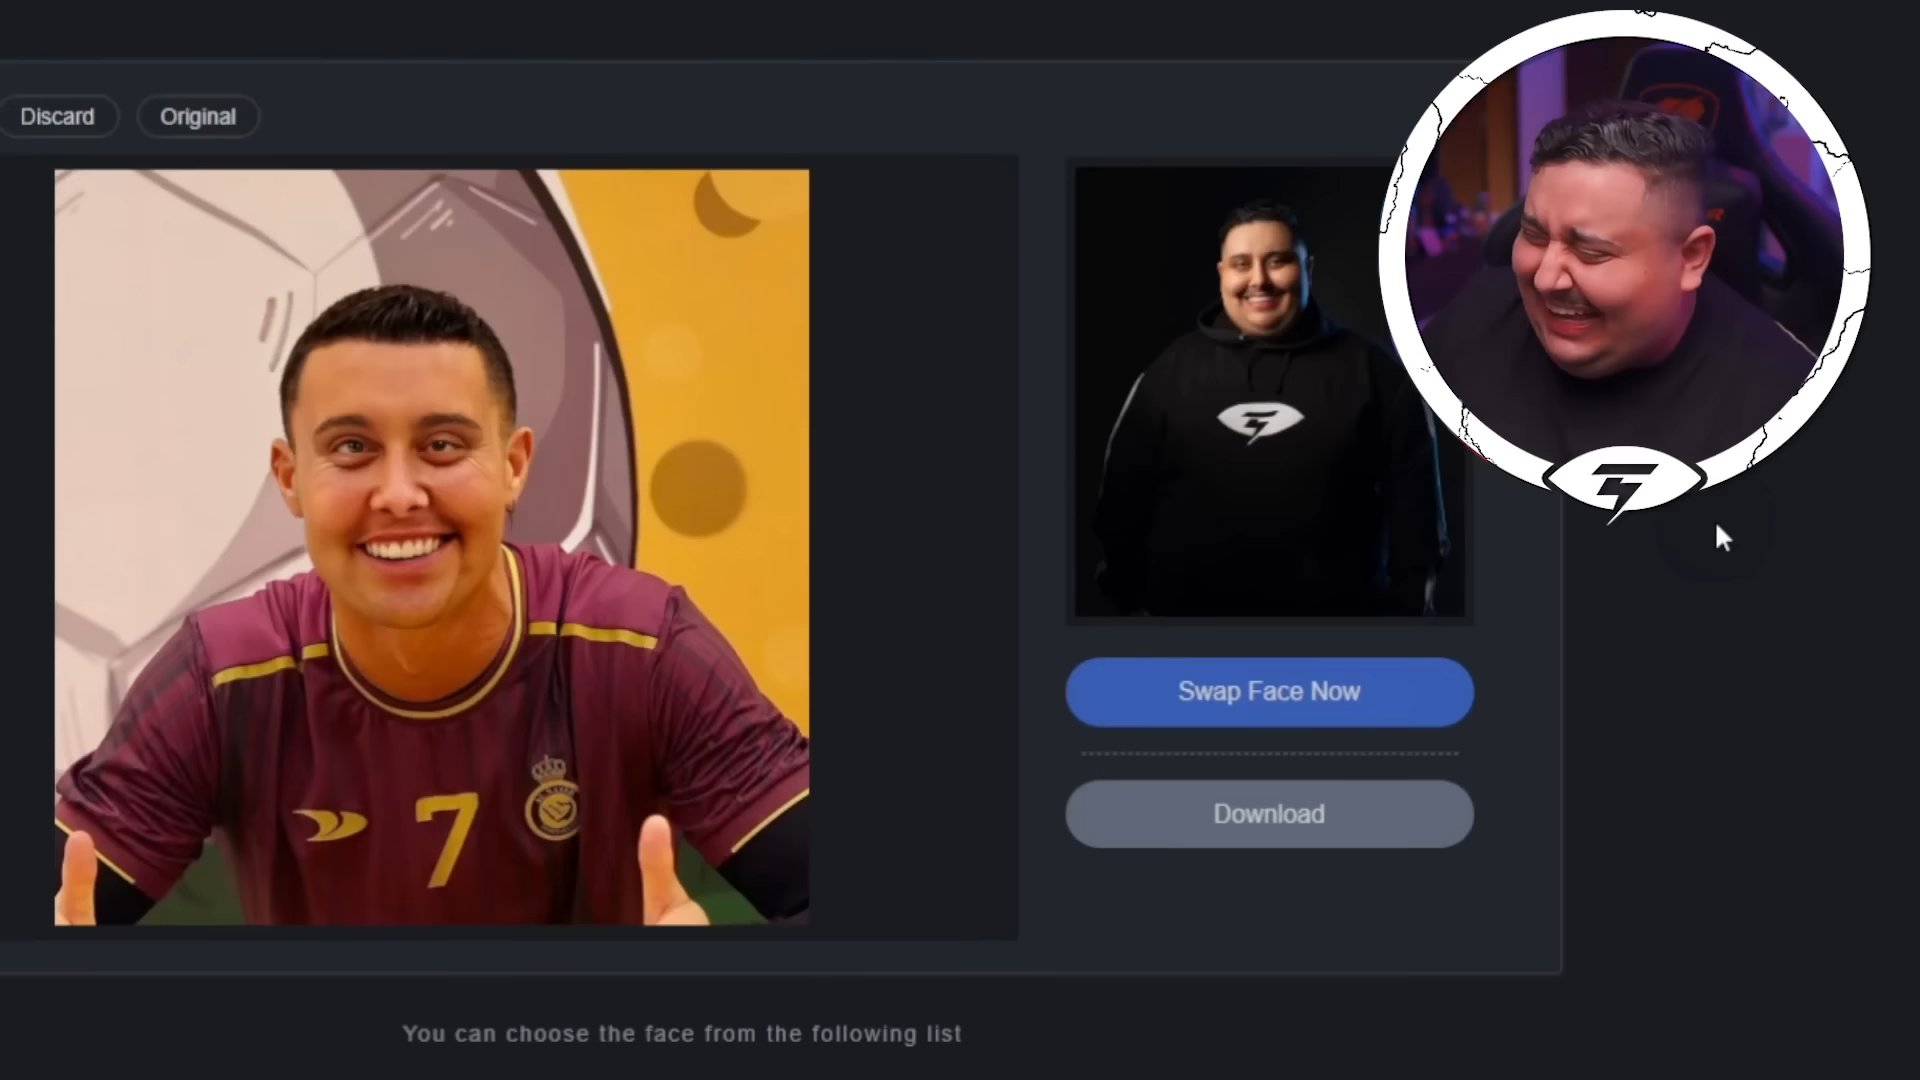 Discard
Original
7
Swap Face Now
Download
You can choose the face from the following list